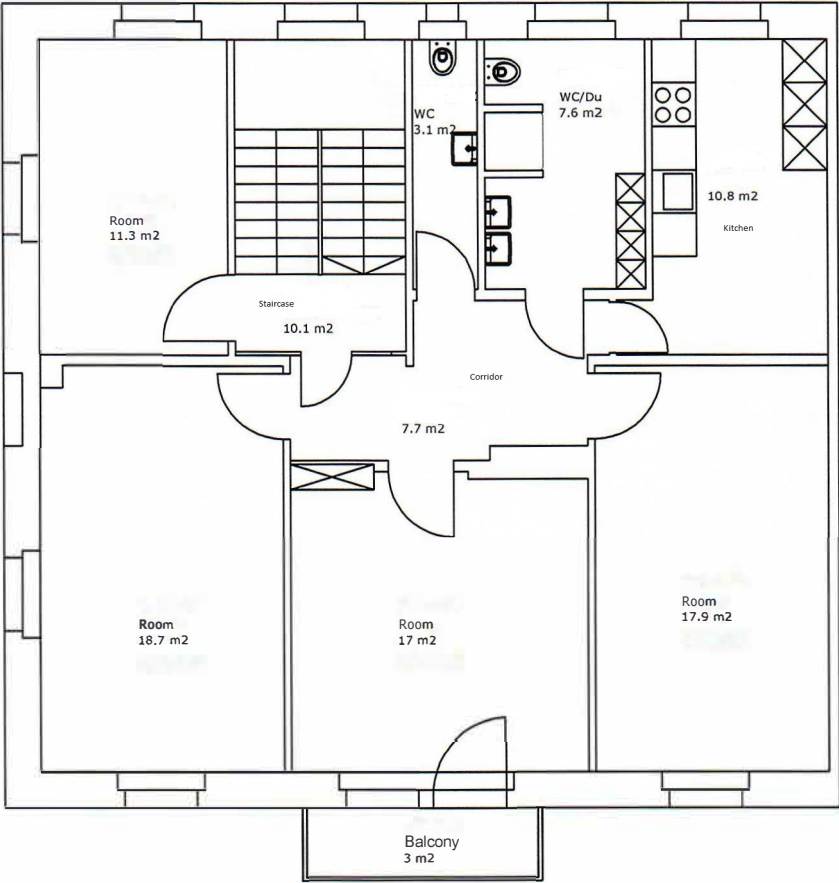 WC/Du
7.6 m2
WC
3.1 m2
10.8 m2
Kitchen
Room
11.3 m2
Staircase
10.1 m2
Corridor
7.7 m2
Room
18.7 m2
Room
17 m2
Room
17.9 m2
Balcony
3 m2